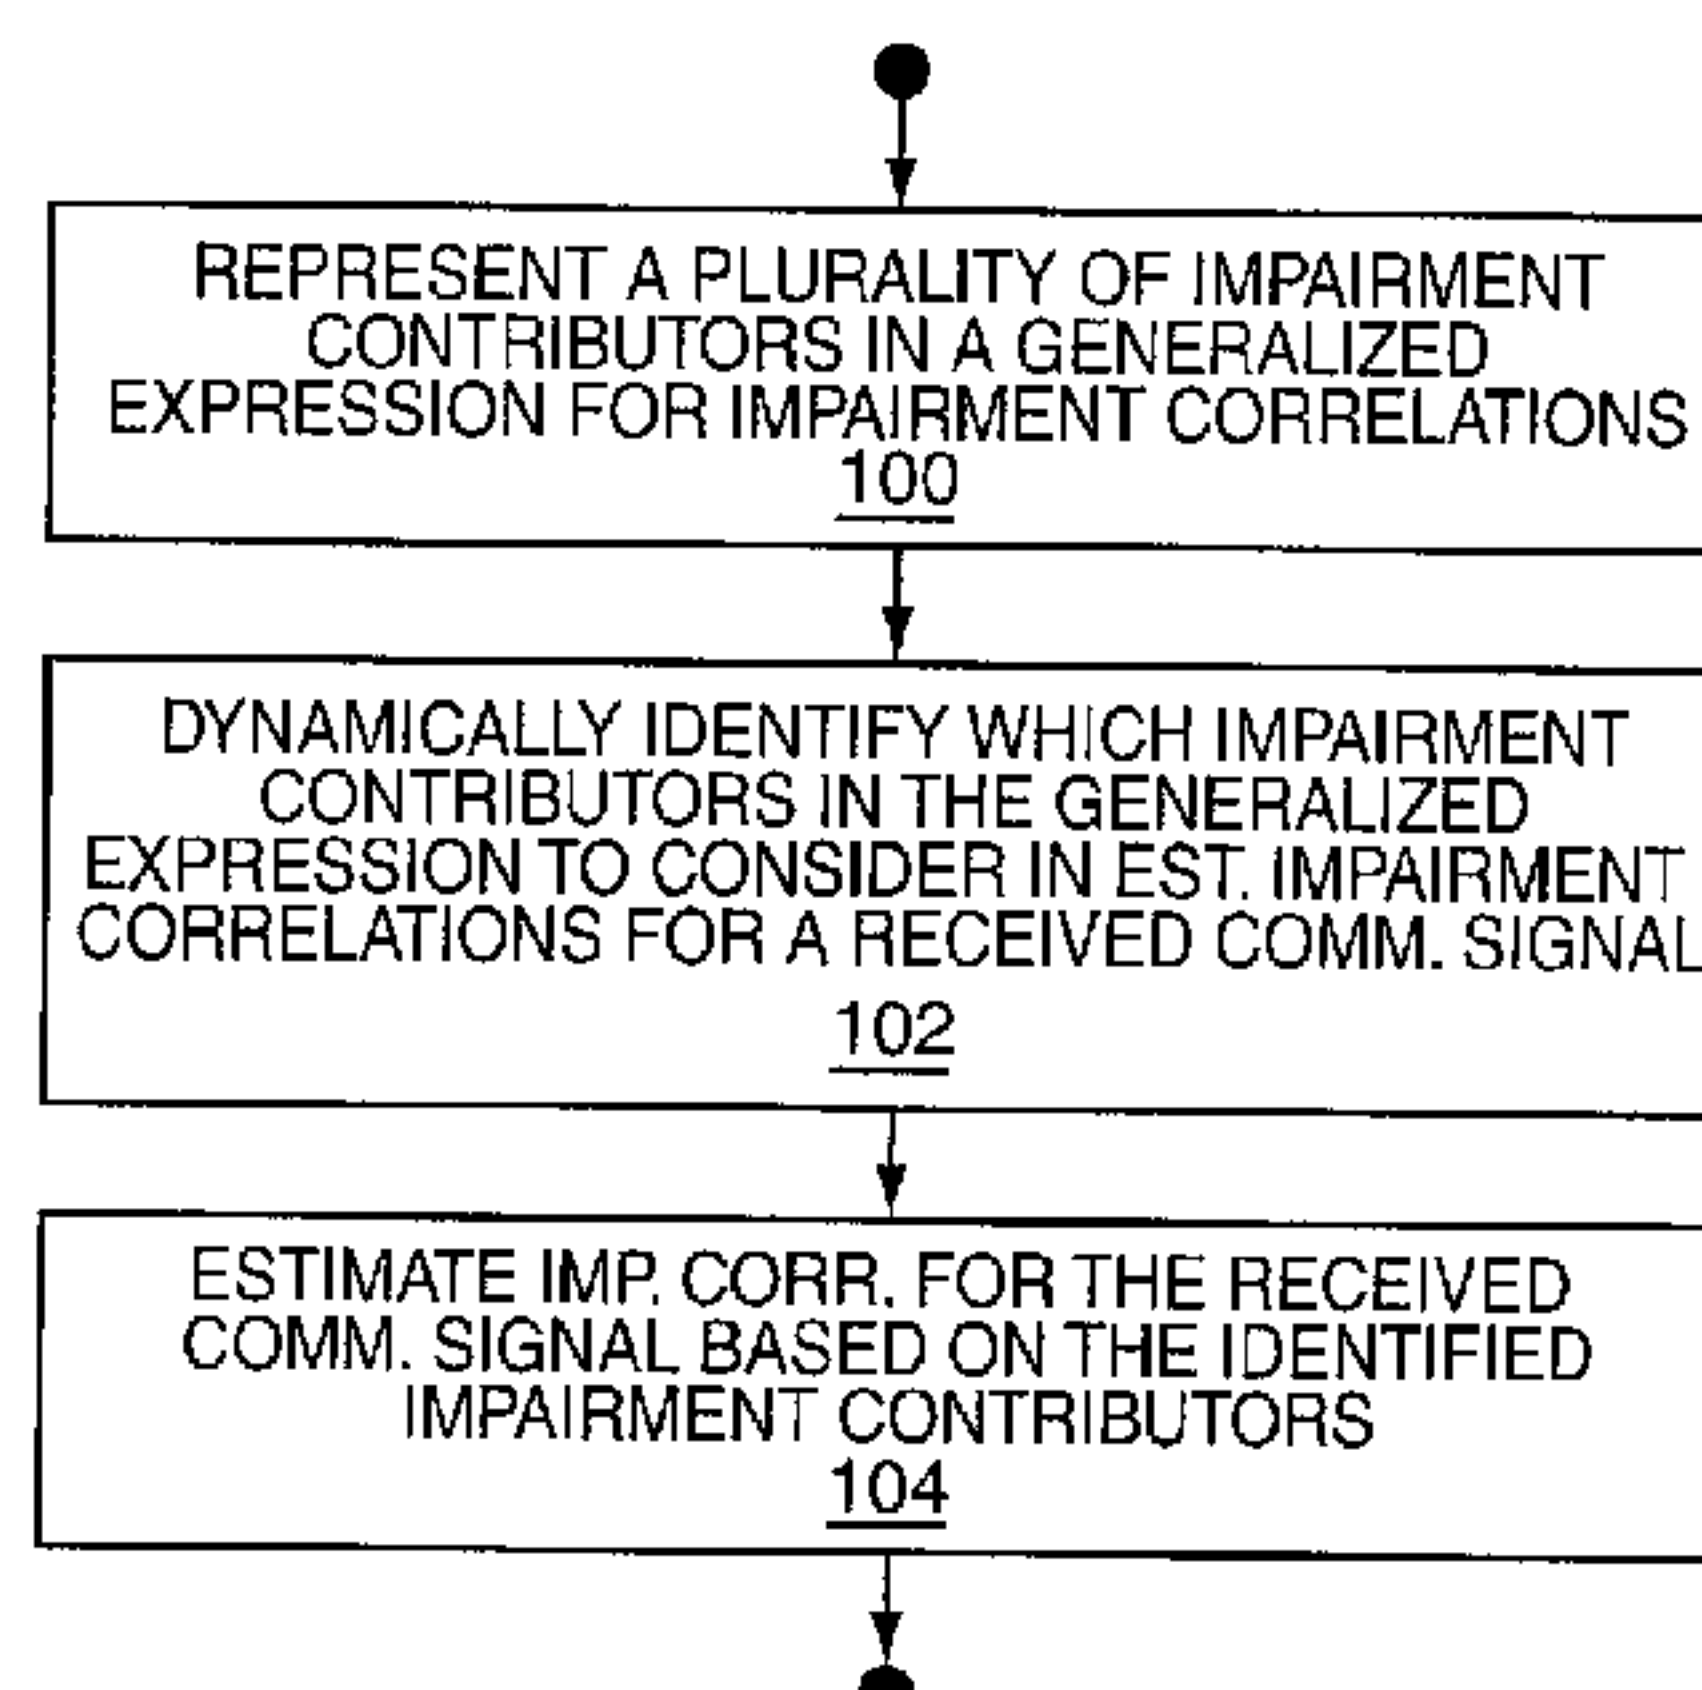 REPRESENT A PLURALITY OF IMPAIRMENT
CONTRIBUTORS IN A GENERALIZED
EXPRESSION FOR IMPAIRMENT CORRELATIONS
100
DYNAMICALLY IDENTIFY WHICH IMPAIRMENT
CONTRIBUTORS IN THE GENERALIZED
EXPRESSION TO CONSIDER IN EST. IMPAIRMENT
CORRELATIONS FOR A RECEIVED COMM. SIGNAL
102
ESTIMATE IMP. CORR. FOR THE RECEIVED
COMM. SIGNAL BASED ON THE IDENTIFIED
IMPAIRMENT CONTRIBUTORS
104